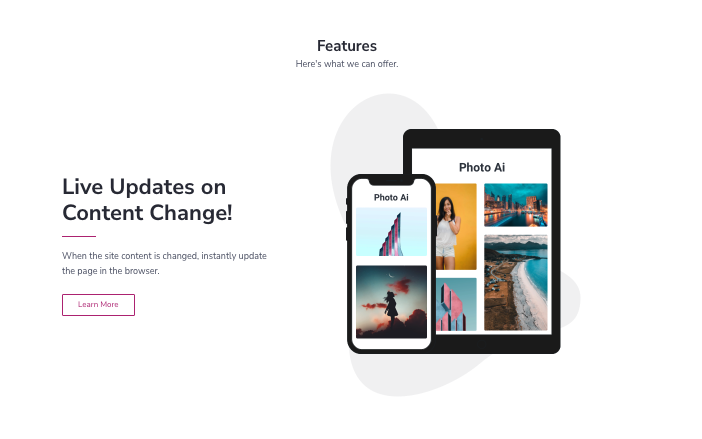 Features
Here's what we can offer.
Live Updates on
Content Change!
When the site content is changed, instantly update
the page in the browser.
Learn More
Photo Ai
Photo Ai